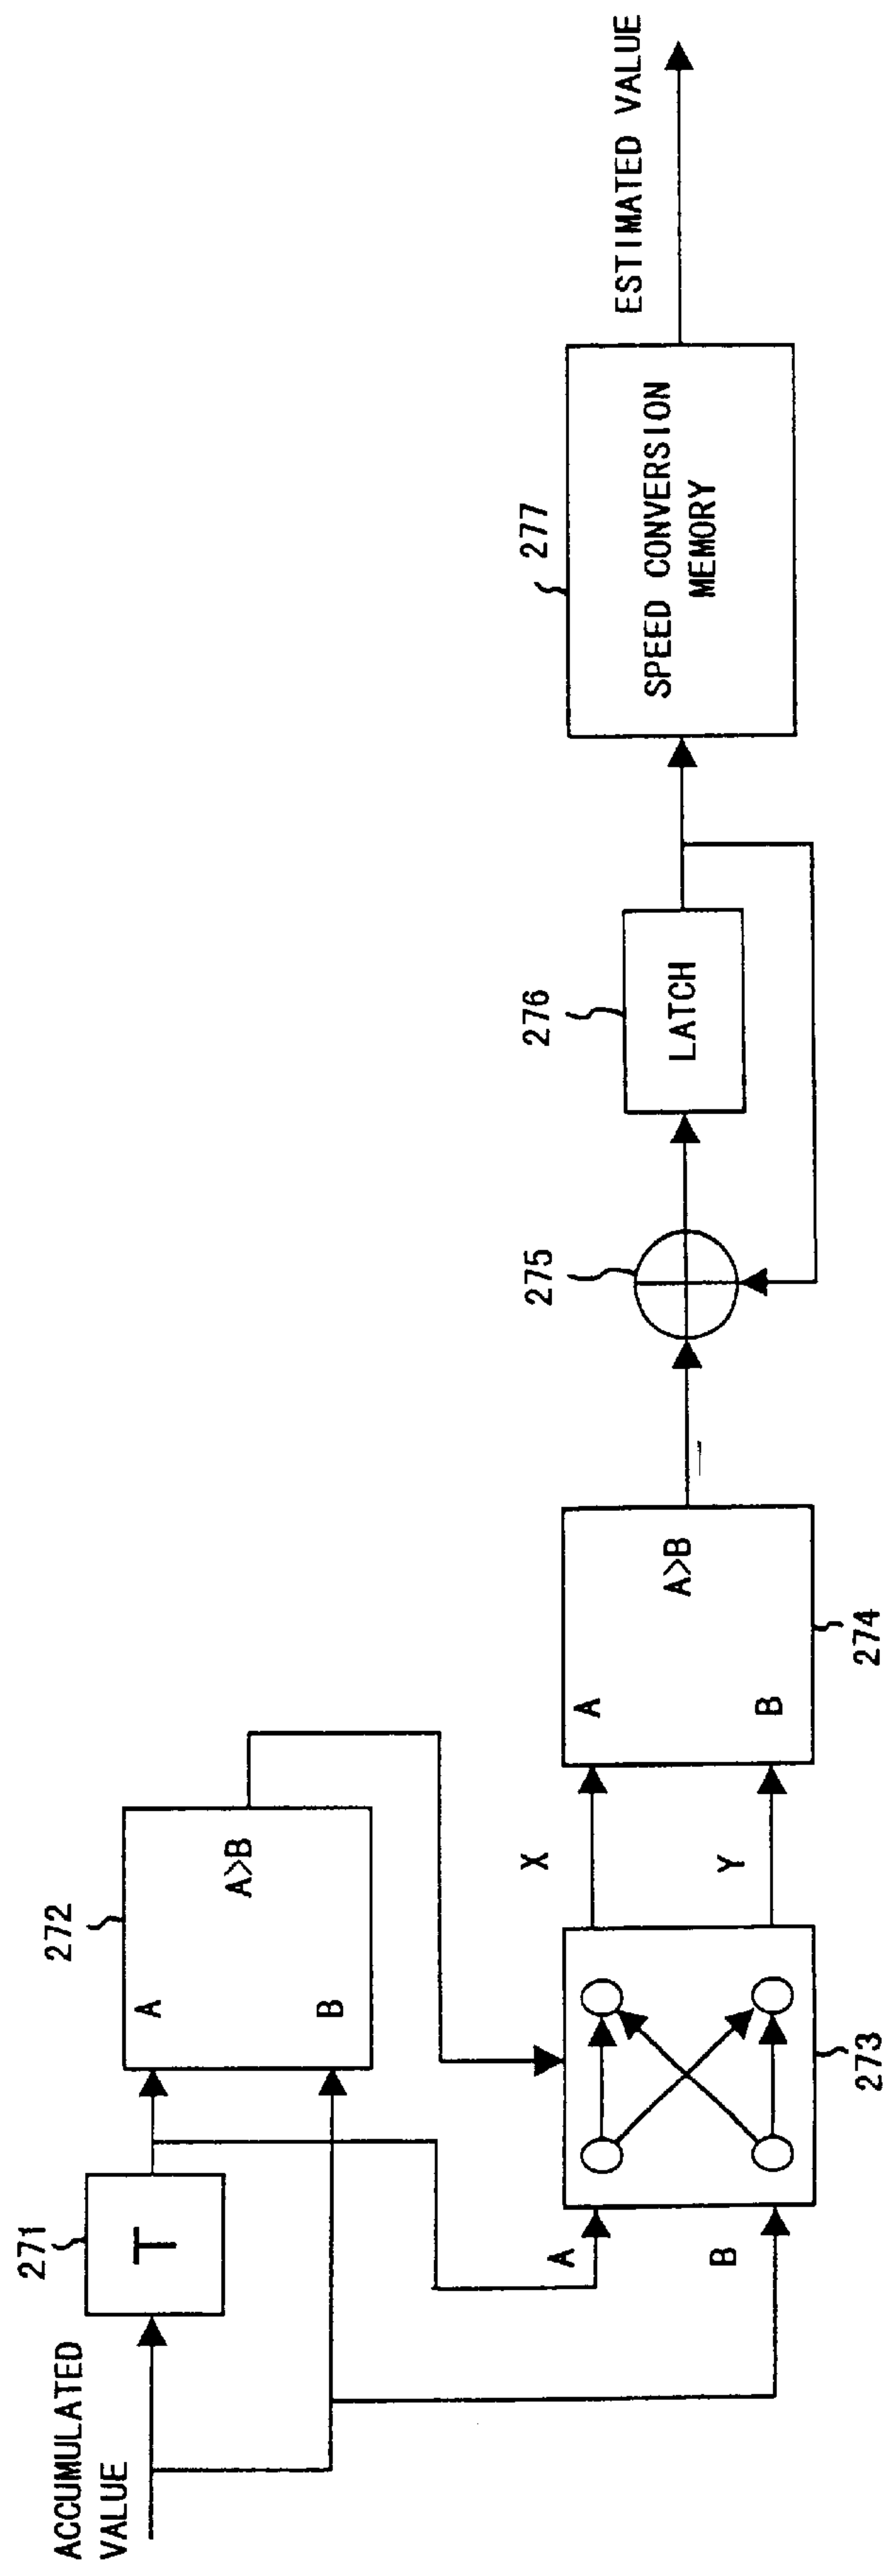 ACCUMULATED
VALUE
271
T
272
A
B
A>B
A
B
273
X
Y
A
B
A>B
274
275
276
LATCH
277
SPEED CONVERSION
MEMORY
ESTIMATED VALUE